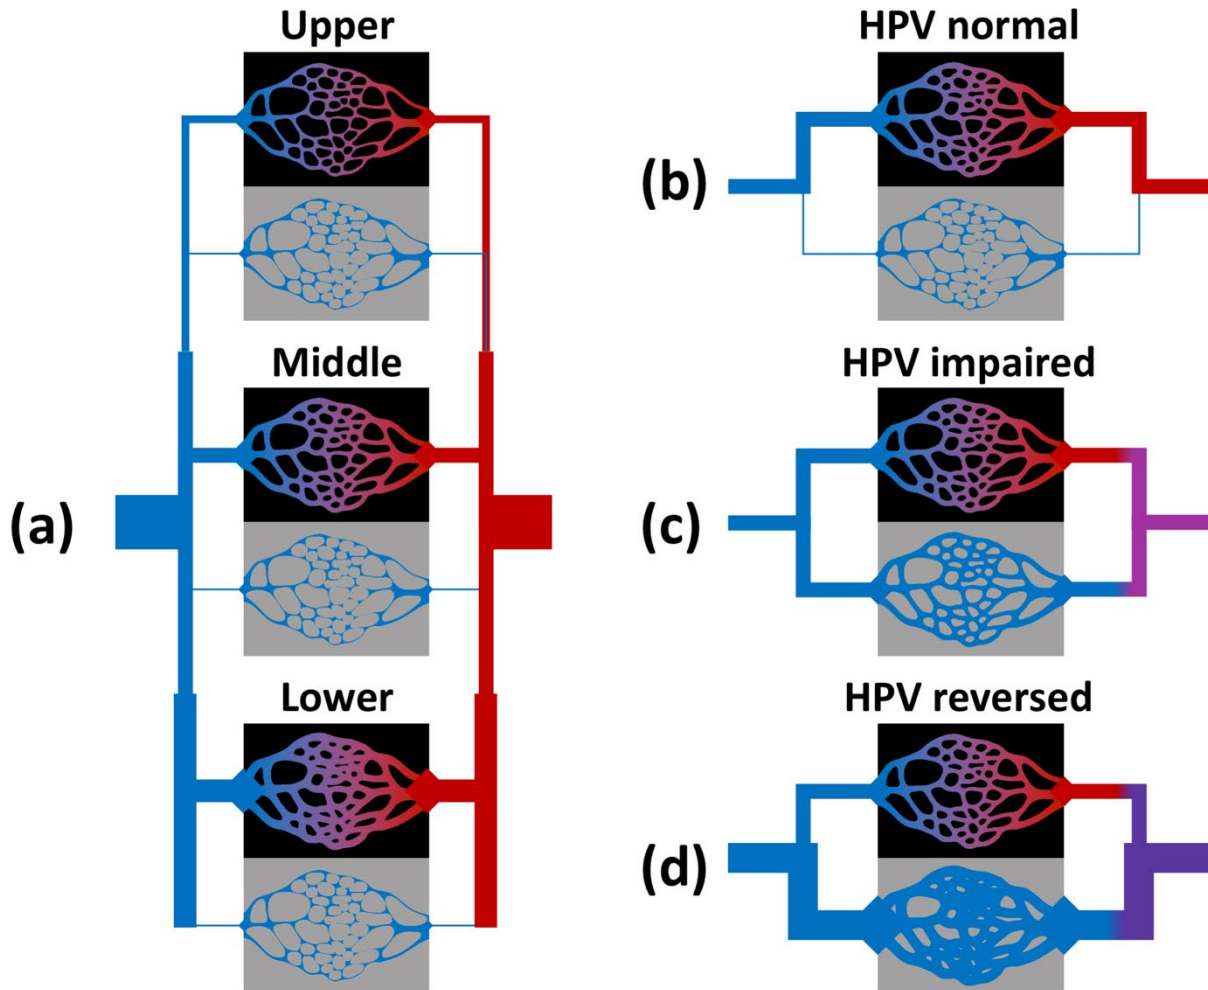 Upper
(a)
Middle
Lower
HPV normal
(b)
HPV impaired
(c)
HPV reversed
(d)